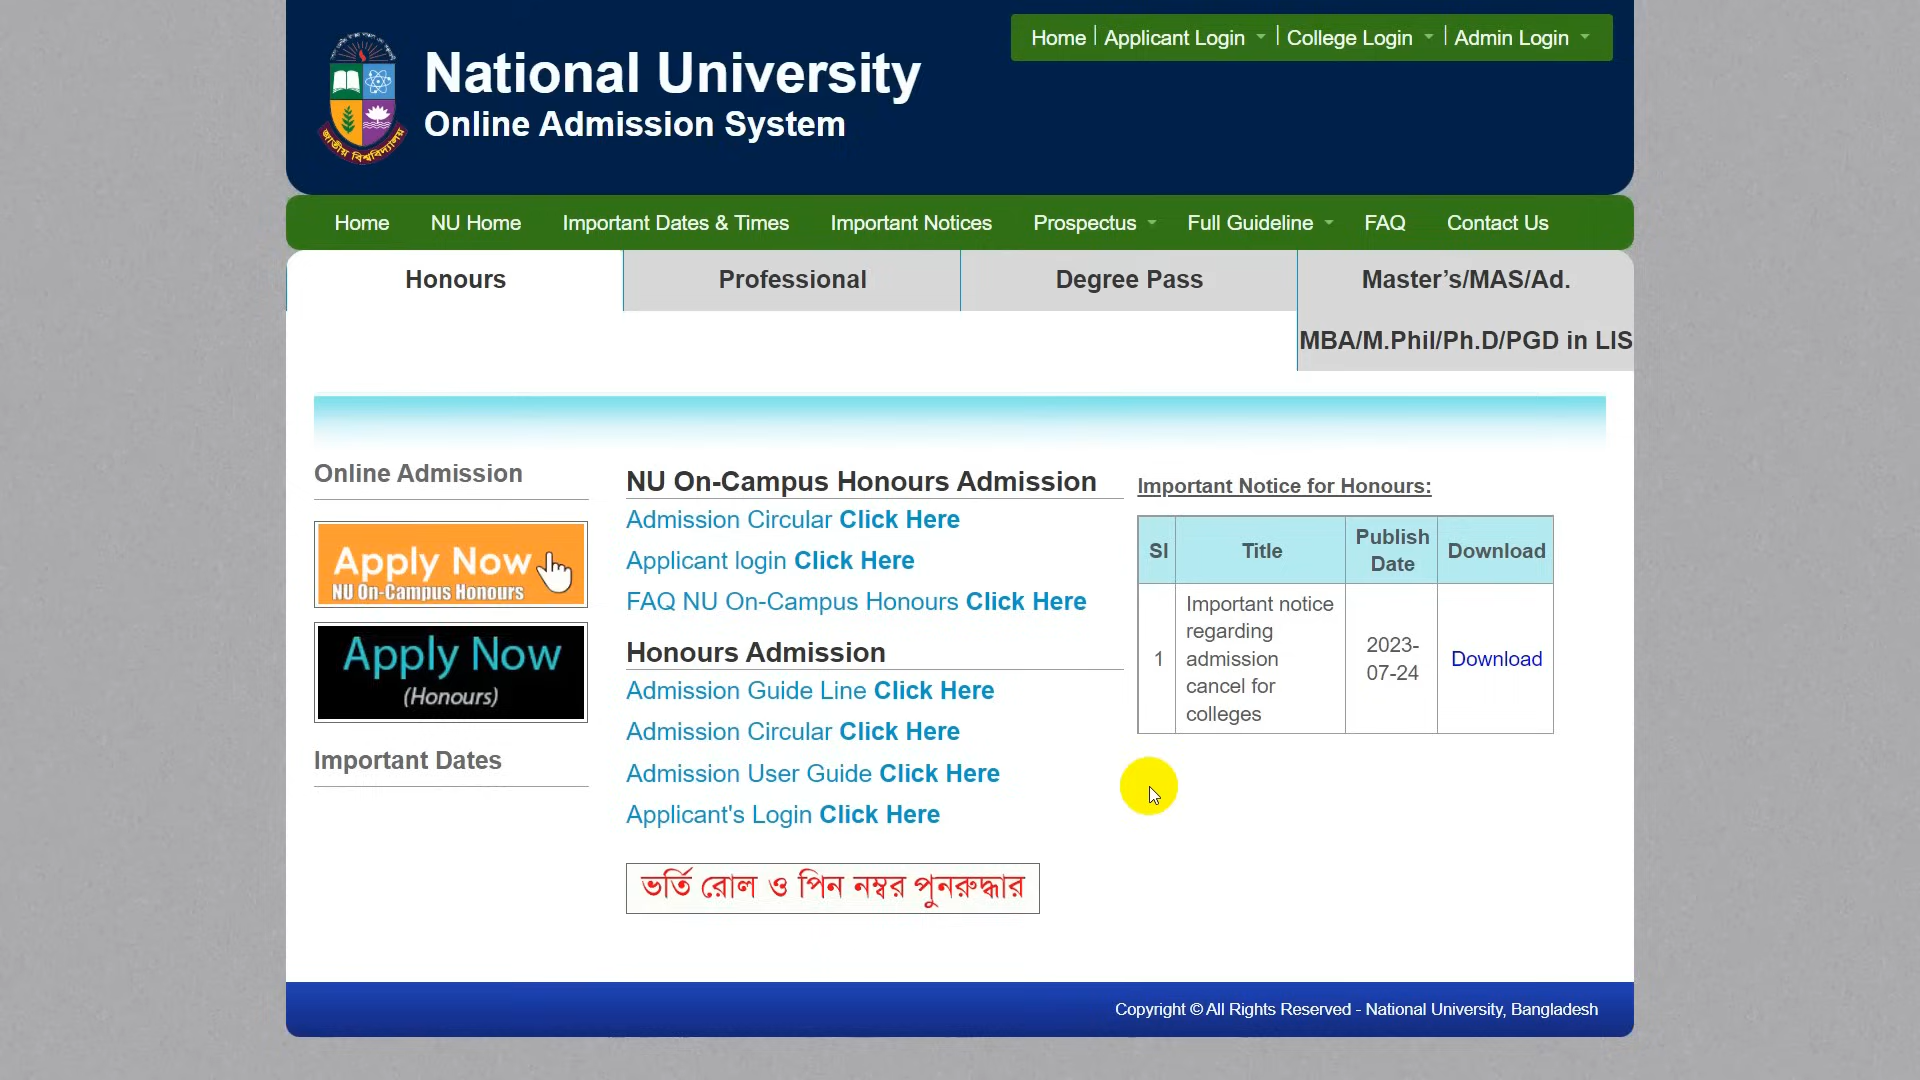 Home
Applicant Login
College Login
Admin Login
National University
Online Admission System
জাতীয় বিশ্ববিদ্যালয়
Home
NU Home
Important Dates & Times
Important Notices
Prospectus
Full Guideline
FAQ
Contact Us
Honours
Professional
Degree Pass
Master’s/MAS/Ad.
MBA/M.Phil/Ph.D/PGD in LIS
Online Admission
Apply Now
NU On-Campus Honours
Apply Now
(Honours)
Important Dates
NU On-Campus Honours Admission
Admission Circular Click Here
Applicant login Click Here
FAQ NU On-Campus Honours Click Here
Honours Admission
Admission Guide Line Click Here
Admission Circular Click Here
Admission User Guide Click Here
Applicant's Login Click Here
ভর্তি রোল ও পিন নম্বর পুনরুদ্ধার
Important Notice for Honours:
Sl
Title
Publish
Date
Download
1
Important notice
regarding
admission
cancel for
colleges
2023-
07-24
Download
Copyright © All Rights Reserved - National University, Bangladesh